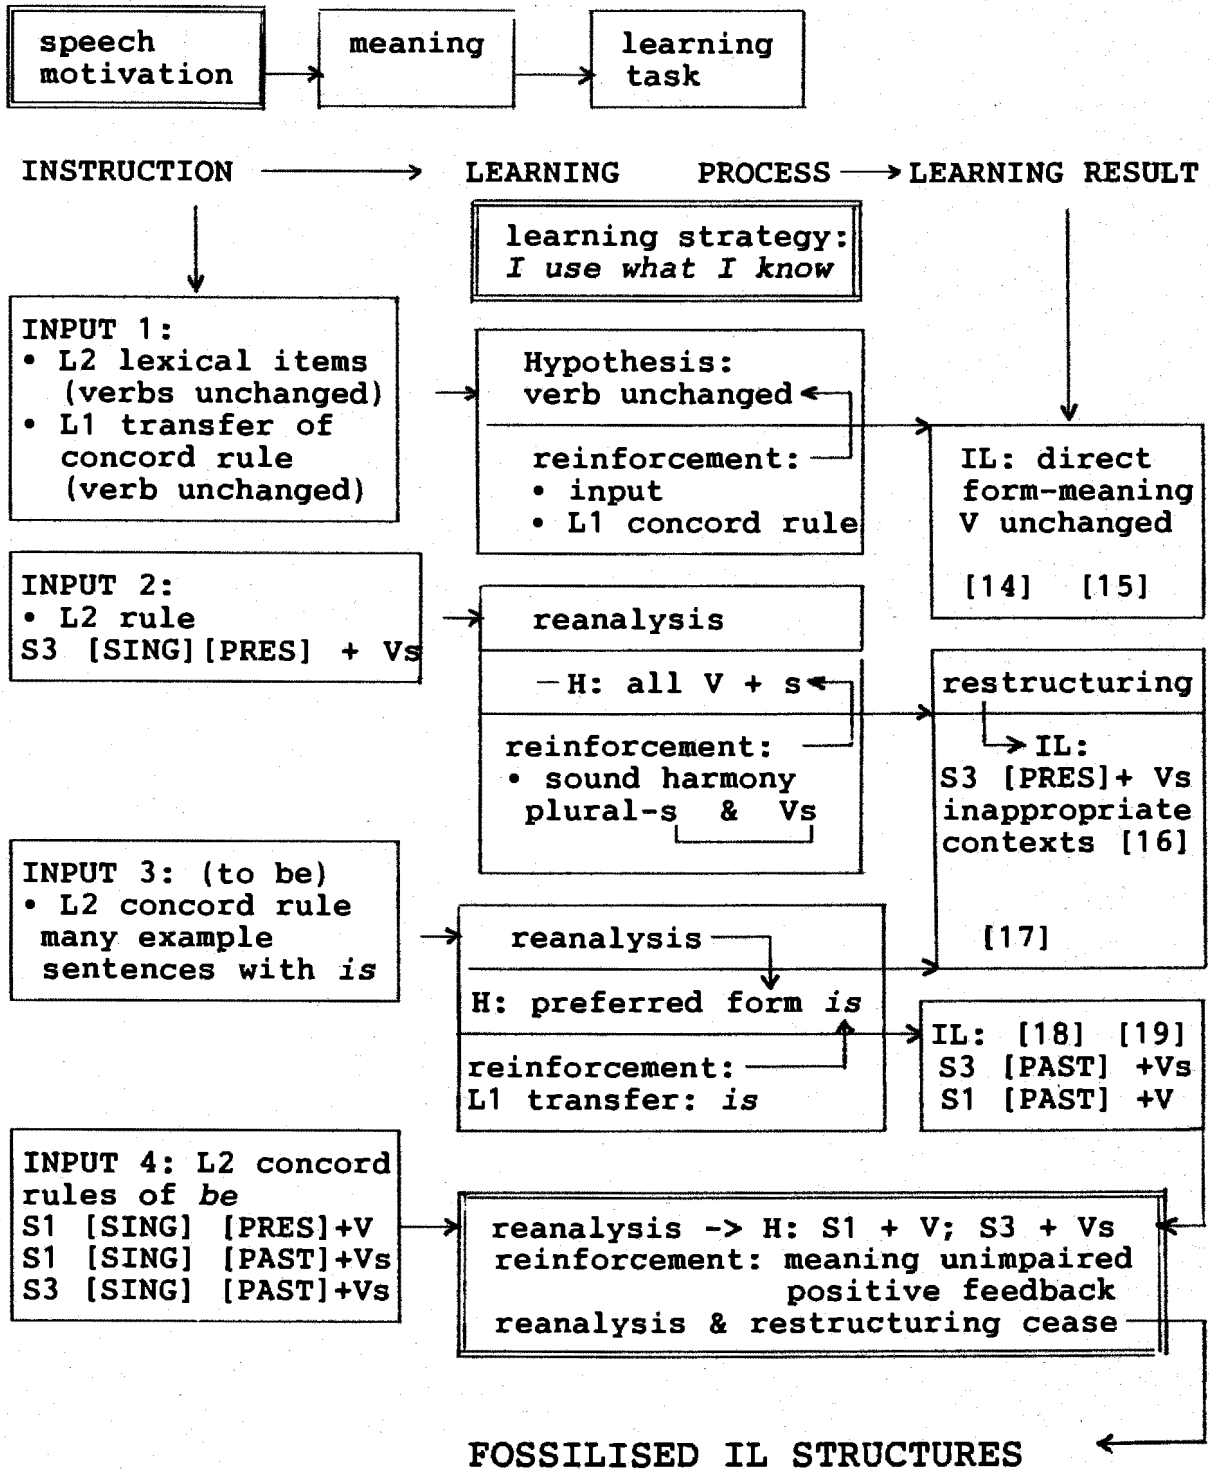 speech
motivation
meaning
learning
task
INSTRUCTION
LEARNING PROCESS
LEARNING RESULT
learning strategy:
I use what I know
INPUT 1:
• L2 lexical items
(verbs unchanged)
• L1 transfer of
concord rule
(verb unchanged)
Hypothesis:
verb unchanged
reinforcement:
• input
• L1 concord rule
IL: direct
form-meaning
V unchanged
[14] [15]
INPUT 2:
• L2 rule
S3 [SING][PRES] + Vs
reanalysis
H: all V + s
reinforcement:
• sound harmony
plural-s & Vs
restructuring
IL:
S3 [PRES]+ Vs
inappropriate
contexts [16]
[17]
INPUT 3: (to be)
• L2 concord rule
many example
sentences with is
reanalysis
H: preferred form is
reinforcement:
L1 transfer: is
IL: [18] [19]
S3 [PAST] +Vs
S1 [PAST] +V
INPUT 4: L2 concord
rules of be
S1 [SING] [PRES]+V
S1 [SING] [PAST]+Vs
S3 [SING] [PAST]+Vs
reanalysis -> H: S1 + V; S3 + Vs
reinforcement: meaning unimpaired
positive feedback
reanalysis & restructuring cease
FOSSILISED IL STRUCTURES